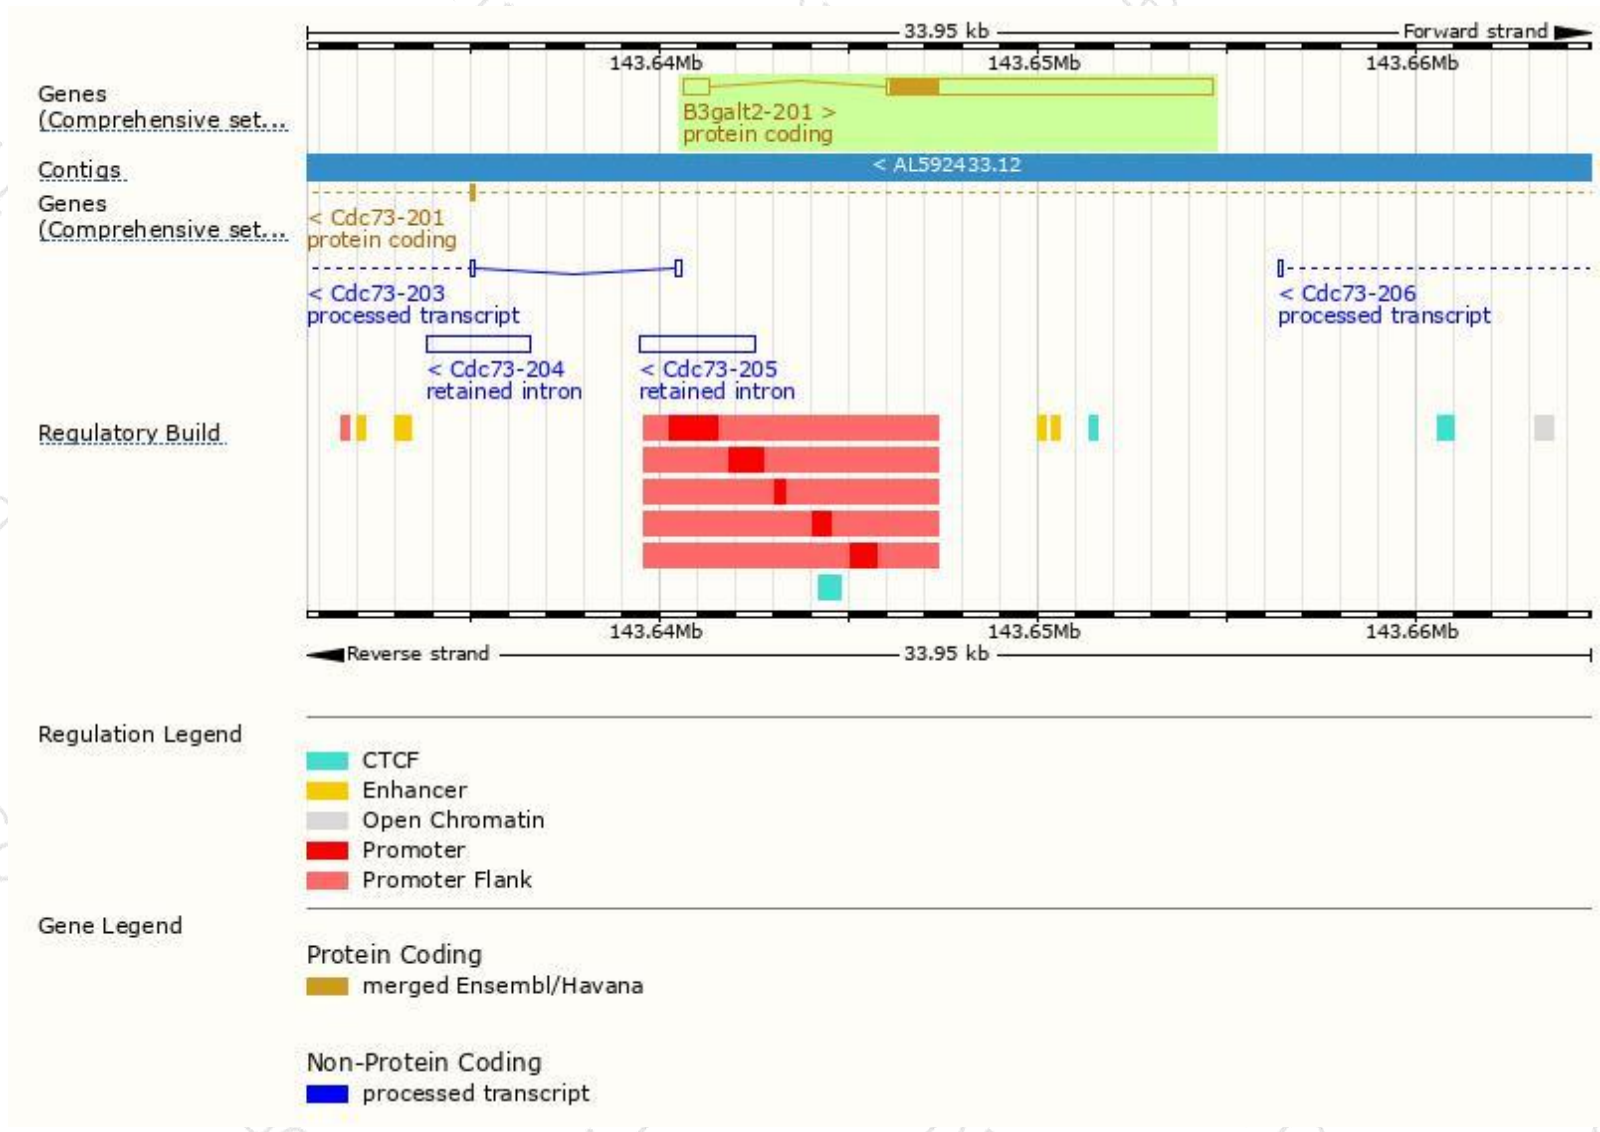 33.95 kb Forward strand
143.64Mb 143.65Mb 143.66Mb
Genes
(Comprehensive set...
B3galt2-201 >
protein coding
Contigs
< AL592433.12
Genes
(Comprehensive set...
< Cdc73-201
protein coding
< Cdc73-203
processed transcript
< Cdc73-206
processed transcript
< Cdc73-204
retained intron
< Cdc73-205
retained intron
Regulatory Build
143.64Mb 143.65Mb 143.66Mb
Reverse strand 33.95 kb
Regulation Legend
CTCF
Enhancer
Open Chromatin
Promoter
Promoter Flank
Gene Legend
Protein Coding
merged Ensembl/Havana
Non-Protein Coding
processed transcript